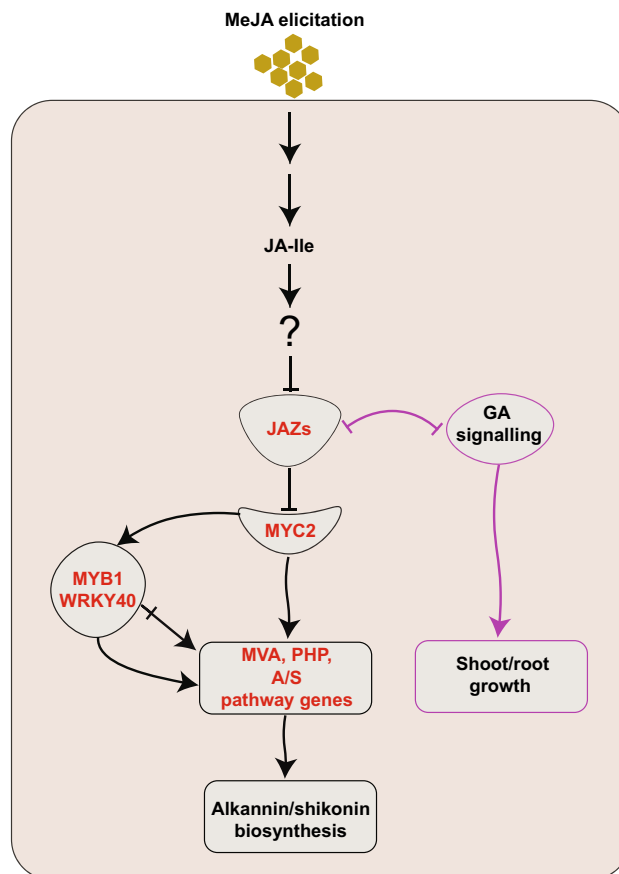 MeJA elicitation
JA-Ile
?
JAZs
GA
signalling
MYC2
MYB1
WRKY40
MVA, PHP,
A/S
pathway genes
Shoot/root
growth
Alkannin/shikonin
biosynthesis